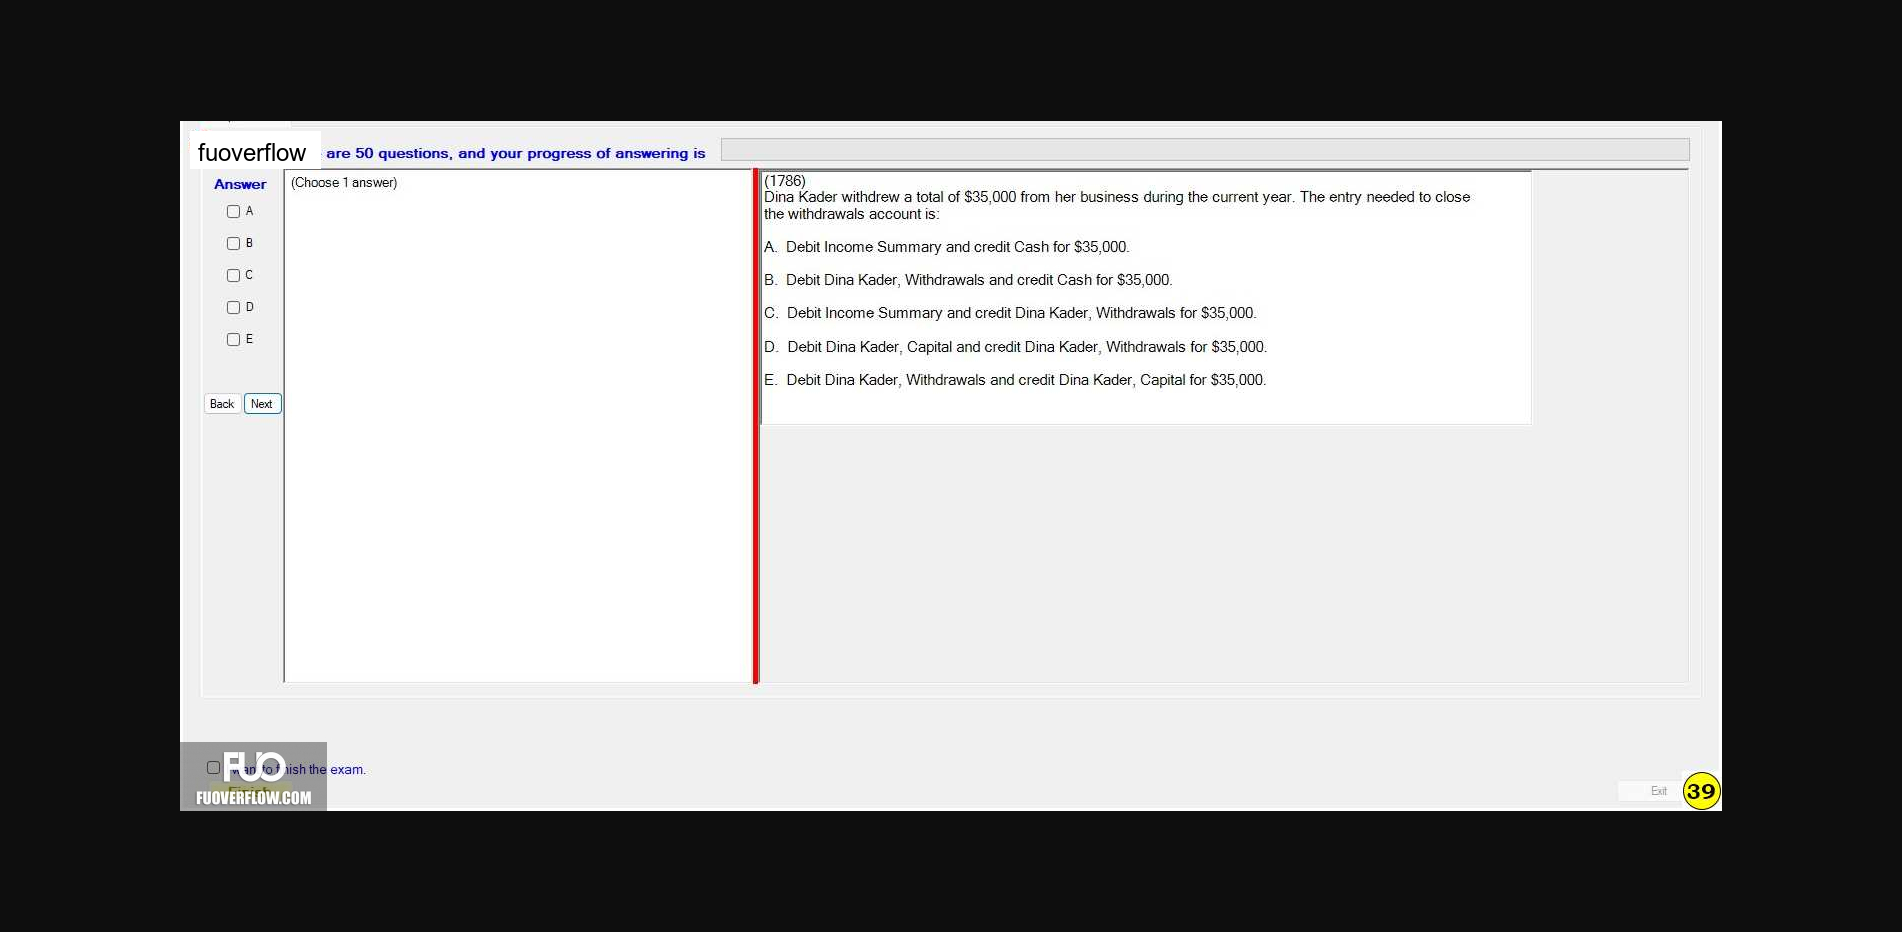 fuoverflow are 50 questions, and your progress of answering is
Answer
A
B
C
D
E
Back Next
(Choose 1 answer)
(1786)
Dina Kader withdrew a total of $35,000 from her business during the current year. The entry needed to close
the withdrawals account is:
A. Debit Income Summary and credit Cash for $35,000.
B. Debit Dina Kader, Withdrawals and credit Cash for $35,000.
C. Debit Income Summary and credit Dina Kader, Withdrawals for $35,000.
D. Debit Dina Kader, Capital and credit Dina Kader, Withdrawals for $35,000.
E. Debit Dina Kader, Withdrawals and credit Dina Kader, Capital for $35,000.
FUO
the exam.
Finish
FUOVERFLOW.COM
Exit
39